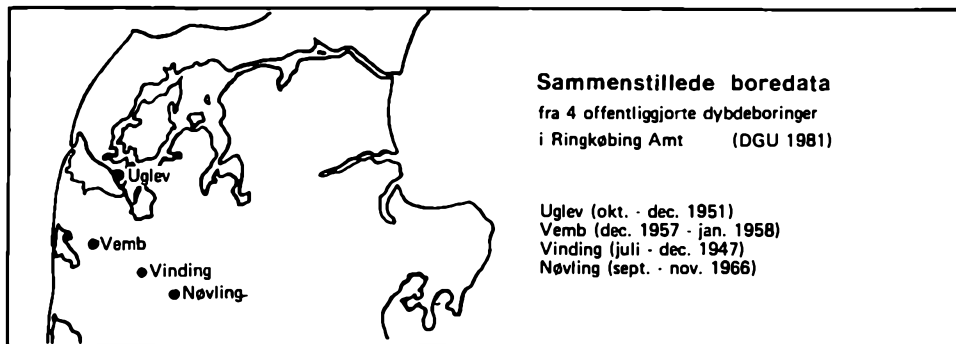 Sammenstillede boredata
fra 4 offentliggjorte dybdeboringer
i Ringkøbing Amt (DGU 1981)
Uglev (okt. - dec. 1951)
Vemb (dec. 1957 - jan. 1958)
Vinding (juli - dec. 1947)
Nøvling (sept. - nov. 1966)
Uglev
Vemb
Vinding
Nøvling